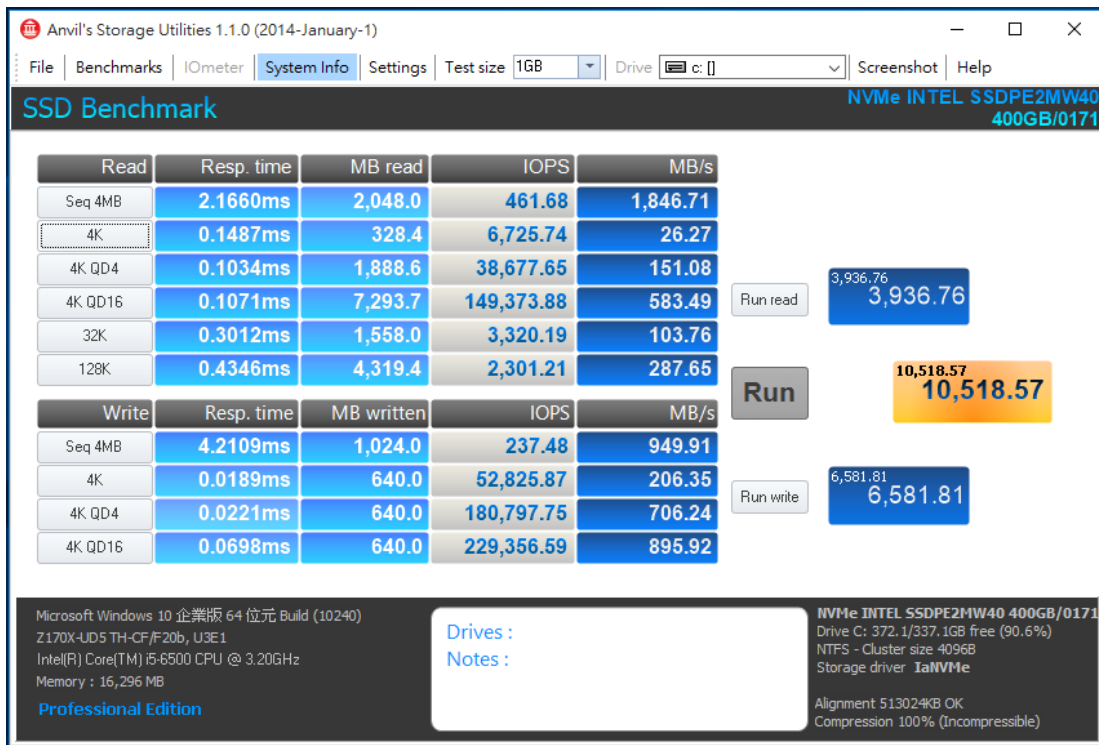 Anvil's Storage Utilities 1.1.0 (2014-January-1)
File Benchmarks IOmeter System Info Settings Test size 1GB Drive c: [] Screenshot Help
SSD Benchmark
NVMe INTEL SSDPE2MW40
400GB/0171
Read Resp. time MB read IOPS MB/s
Seq 4MB 2.1660ms 2,048.0 461.68 1,846.71
4K 0.1487ms 328.4 6,725.74 26.27
4K QD4 0.1034ms 1,888.6 38,677.65 151.08
4K QD16 0.1071ms 7,293.7 149,373.88 583.49
32K 0.3012ms 1,558.0 3,320.19 103.76
128K 0.4346ms 4,319.4 2,301.21 287.65
Run read
3,936.76
3,936.76
Run
10,518.57
10,518.57
Write Resp. time MB written IOPS MB/s
Seq 4MB 4.2109ms 1,024.0 237.48 949.91
4K 0.0189ms 640.0 52,825.87 206.35
4K QD4 0.0221ms 640.0 180,797.75 706.24
4K QD16 0.0698ms 640.0 229,356.59 895.92
Run write
6,581.81
6,581.81
Microsoft Windows 10 企業版 64 位元 Build (10240)
Z170X-UD5 TH-CF/F20b, U3E1
Intel(R) Core(TM) i5-6500 CPU @ 3.20GHz
Memory : 16,296 MB
Professional Edition
Drives :
Notes :
NVMe INTEL SSDPE2MW40 400GB/0171
Drive C: 372.1/337.1GB free (90.6%)
NTFS - Cluster size 4096B
Storage driver IaNVMe
Alignment 513024KB OK
Compression 100% (Incompressible)